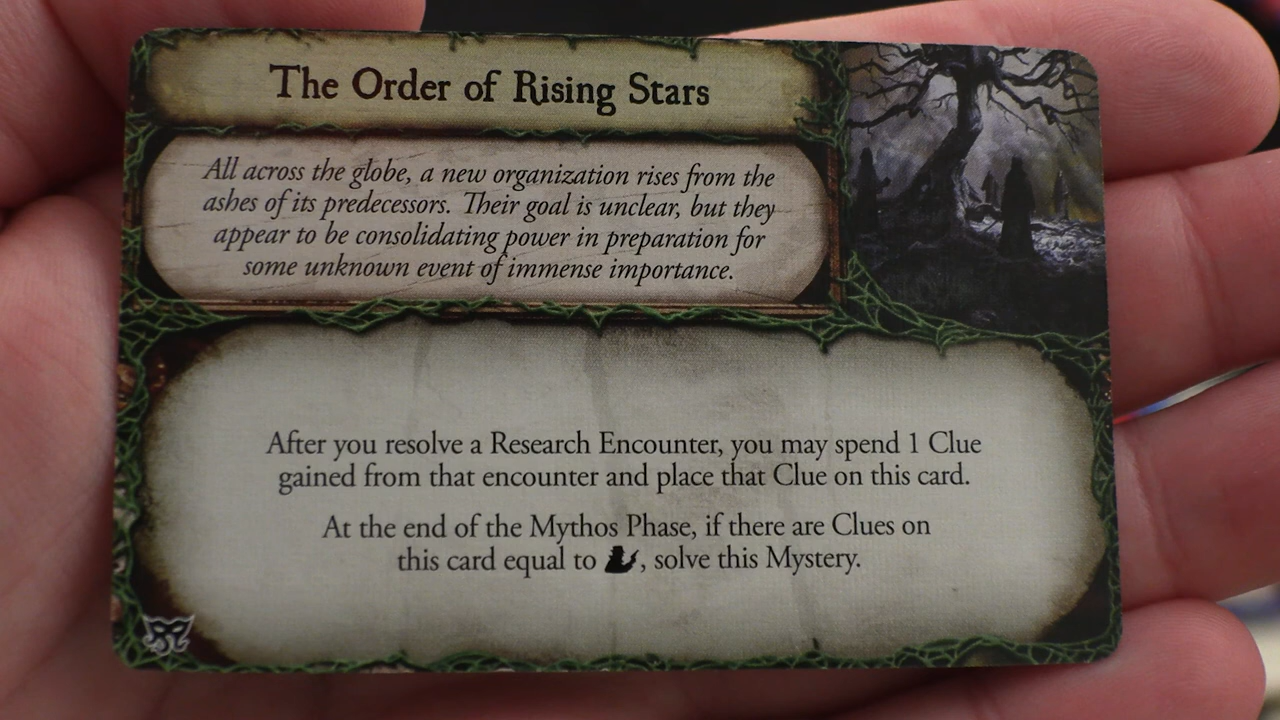 The Order of Rising Stars
All across the globe, a new organization rises from the
ashes of its predecessors. Their goal is unclear, but they
appear to be consolidating power in preparation for
some unknown event of immense importance.
After you resolve a Research Encounter, you may spend 1 Clue
gained from that encounter and place that Clue on this card.
At the end of the Mythos Phase, if there are Clues on
this card equal to , solve this Mystery.